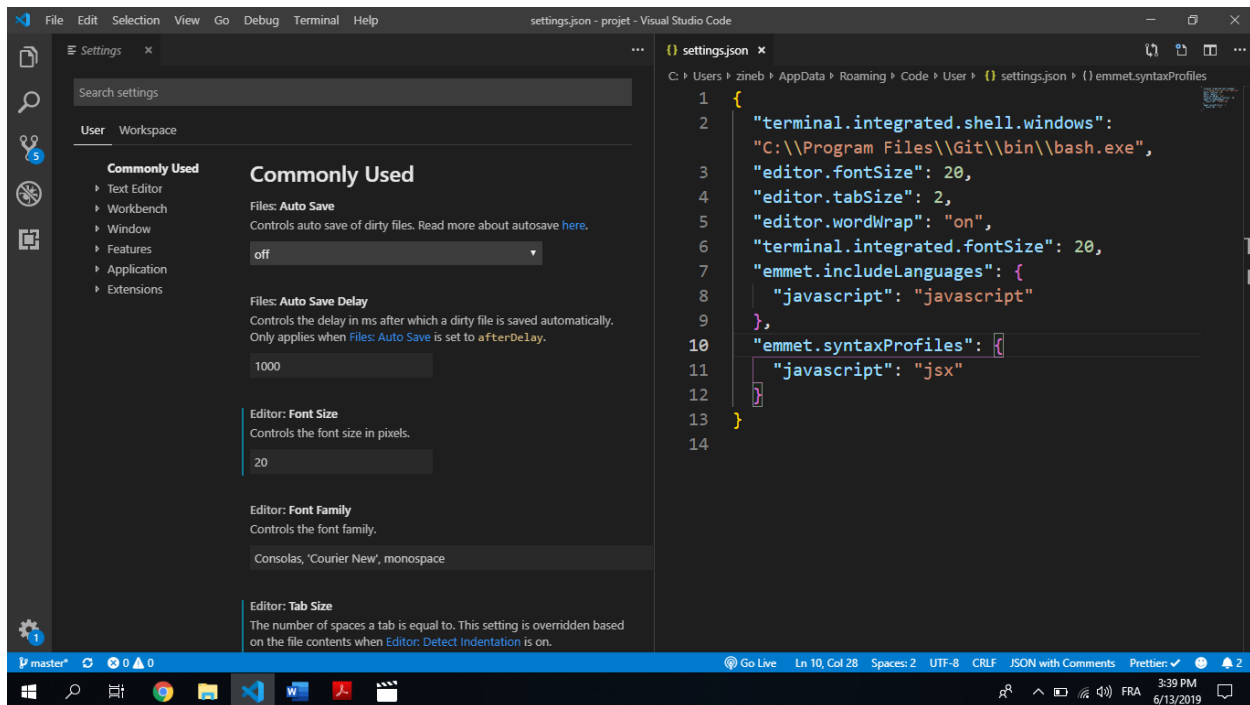 File Edit Selection View Go Debug Terminal Help settings.json - projet - Visual Studio Code
Settings
Search settings
User Workspace
Commonly Used
Text Editor
Workbench
Window
Features
Application
Extensions
Commonly Used
Files: Auto Save
Controls auto save of dirty files. Read more about autosave here.
off
Files: Auto Save Delay
Controls the delay in ms after which a dirty file is saved automatically.
Only applies when Files: Auto Save is set to afterDelay.
1000
Editor: Font Size
Controls the font size in pixels.
20
Editor: Font Family
Controls the font family.
Consolas, 'Courier New', monospace
Editor: Tab Size
The number of spaces a tab is equal to. This setting is overridden based
on the file contents when Editor: Detect Indentation is on.
5
1
{} settings.json
C: Users zineb AppData Roaming Code User {} settings.json {} emmet.syntaxProfiles
1 {
2 "terminal.integrated.shell.windows":
"C:\\Program Files\\Git\\bin\\bash.exe",
3 "editor.fontSize": 20,
4 "editor.tabSize": 2,
5 "editor.wordWrap": "on",
6 "terminal.integrated.fontSize": 20,
7 "emmet.includeLanguages": {
8 "javascript": "javascript"
9 },
10 "emmet.syntaxProfiles": {
11 "javascript": "jsx"
12 }
13 }
14
master* 0 0 Go Live Ln 10, Col 28 Spaces: 2 UTF-8 CRLF JSON with Comments Prettier: ✓ 2
FRA 3:39 PM
6/13/2019